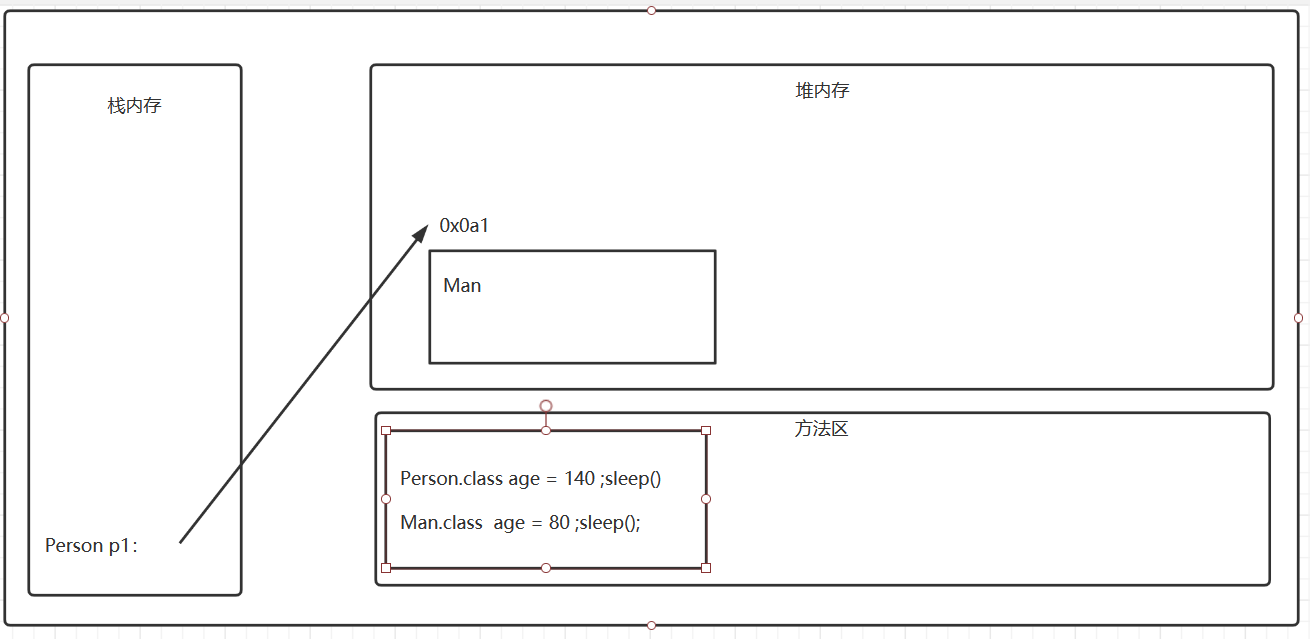 栈内存
堆内存
0x0a1
Man
方法区
Person.class age = 140 ;sleep()
Man.class  age = 80 ;sleep();
Person p1：